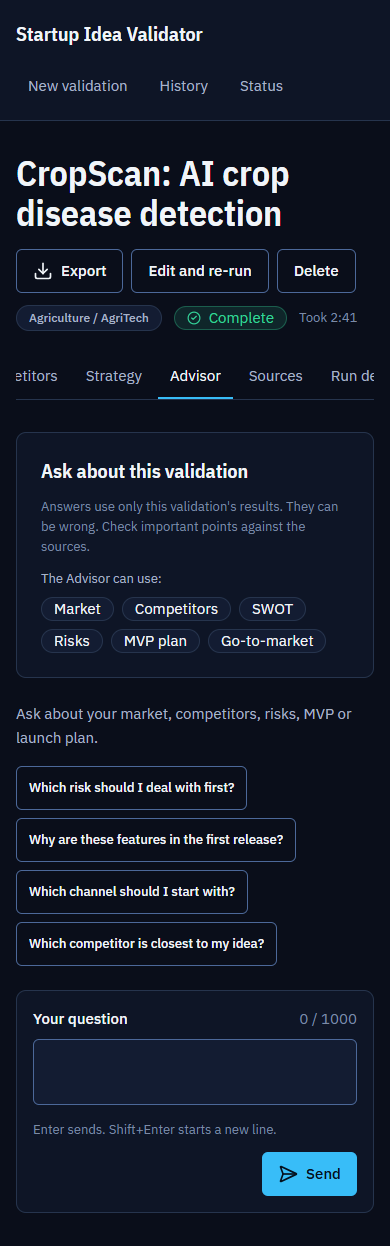 Startup Idea Validator
New validation History Status
CropScan: AI crop
disease detection
Export Edit and re-run Delete
Agriculture / AgriTech Complete Took 2:41
etitors Strategy Advisor Sources Run de
Ask about this validation
Answers use only this validation's results. They can
be wrong. Check important points against the
sources.
The Advisor can use:
Market Competitors SWOT
Risks MVP plan Go-to-market
Ask about your market, competitors, risks, MVP or
launch plan.
Which risk should I deal with first?
Why are these features in the first release?
Which channel should I start with?
Which competitor is closest to my idea?
Your question 0 / 1000
Enter sends. Shift+Enter starts a new line.
Send